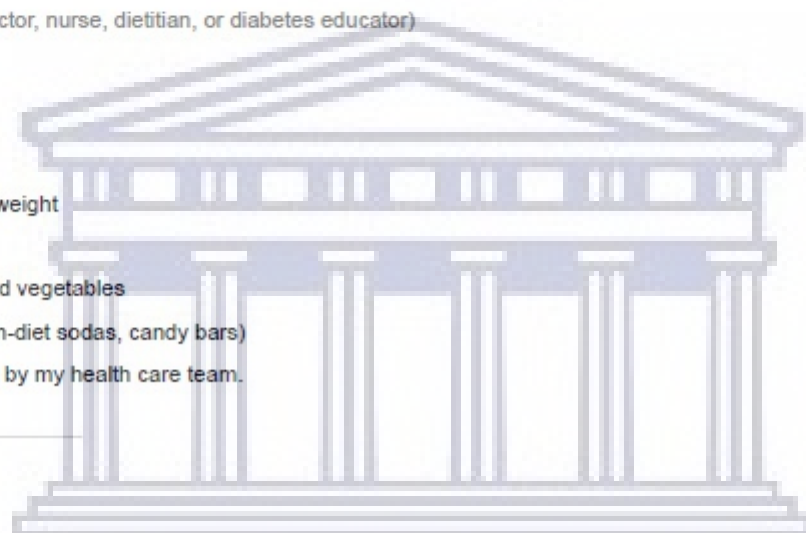 ctor, nurse, dietitian, or diabetes educator)
weight
d vegetables
n-diet sodas, candy bars)
by my health care team.